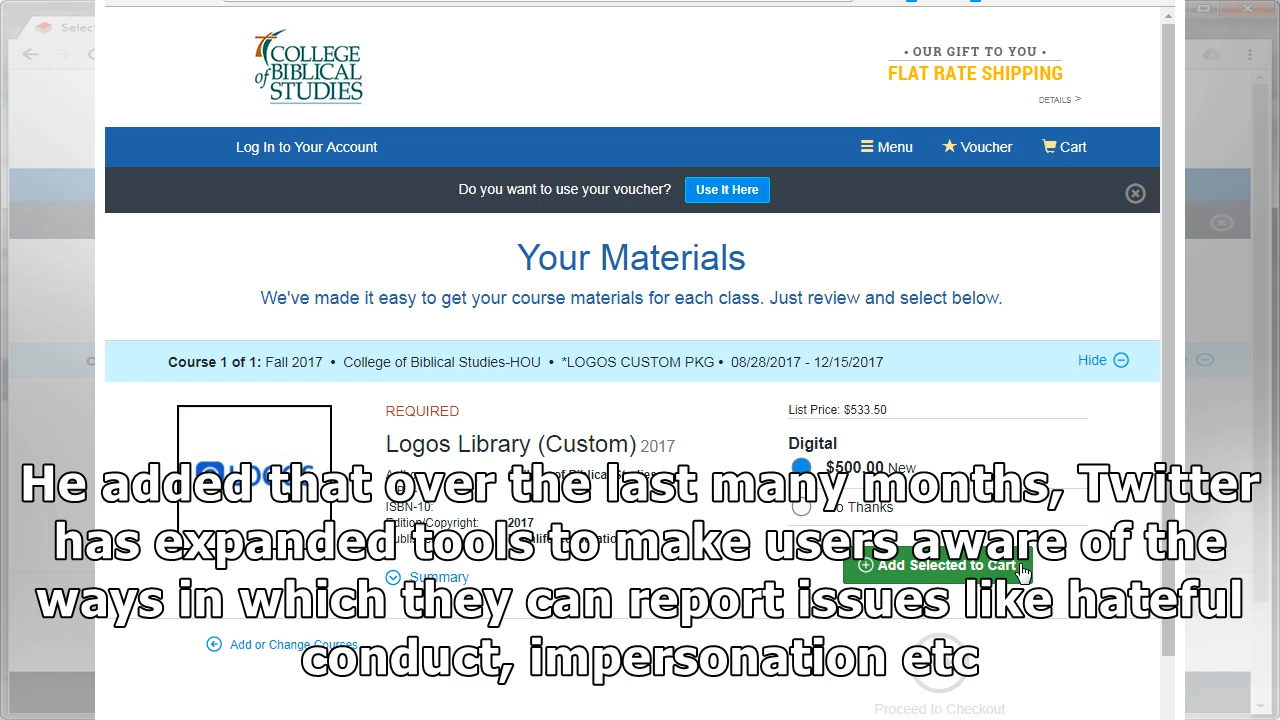 Selec
COLLEGE
of BIBLICAL
STUDIES
• OUR GIFT TO YOU •
FLAT RATE SHIPPING
DETAILS >
Log In to Your Account
Menu
Voucher
Cart
Do you want to use your voucher?
Use It Here
Your Materials
We've made it easy to get your course materials for each class. Just review and select below.
Course 1 of 1: Fall 2017 • College of Biblical Studies-HOU • *LOGOS CUSTOM PKG • 08/28/2017 - 12/15/2017
Hide
REQUIRED
Logos Library (Custom) 2017
ISBN-10:
Edition/Copyright: 2017
Summary
List Price: $533.50
Digital
$500.00 New
Thanks
Add Selected to Cart
Add or Change Courses
Proceed to Checkout
He added that over the last many months, Twitter
has expanded tools to make users aware of the
ways in which they can report issues like hateful
conduct, impersonation etc